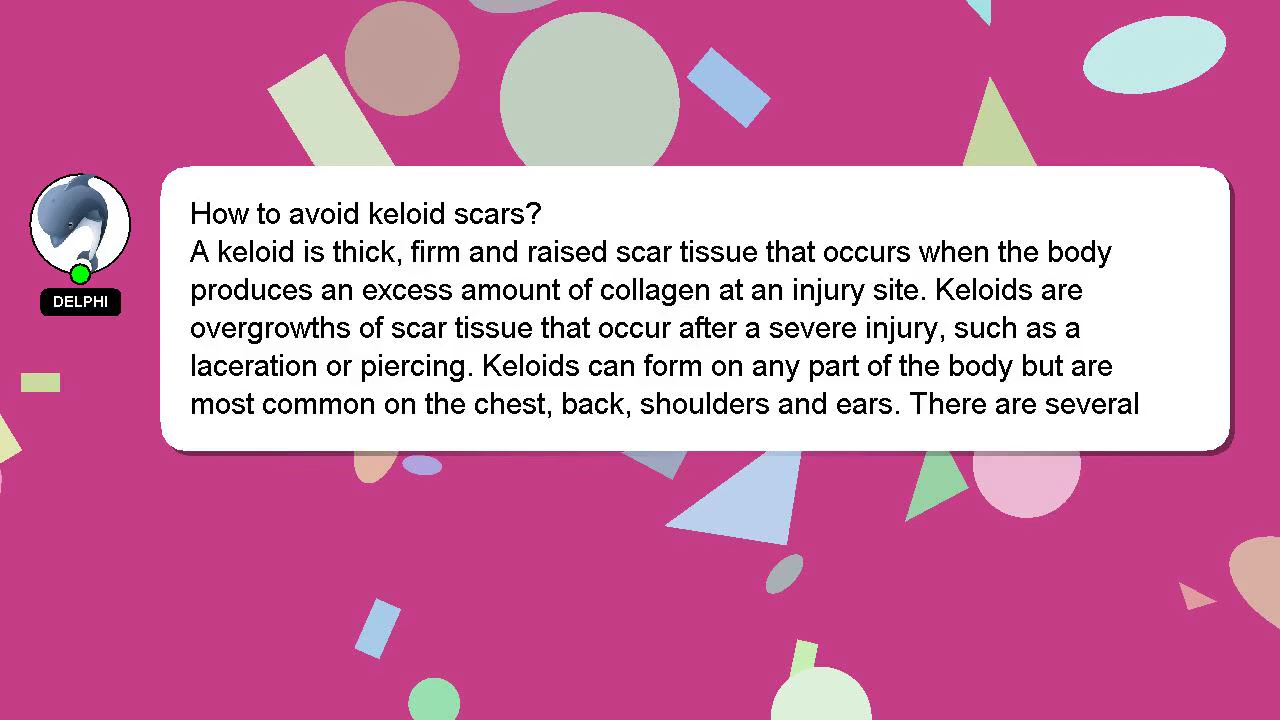 How to avoid keloid scars?
A keloid is thick, firm and raised scar tissue that occurs when the body
produces an excess amount of collagen at an injury site. Keloids are
overgrowths of scar tissue that occur after a severe injury, such as a
laceration or piercing. Keloids can form on any part of the body but are
most common on the chest, back, shoulders and ears. There are several
DELPHI